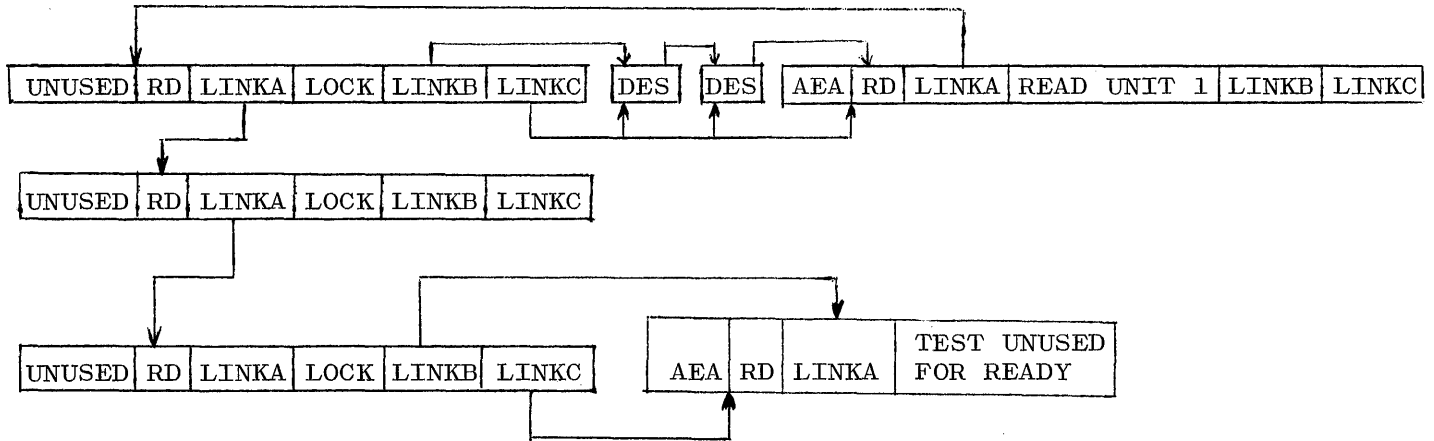 UNUSED RD LINKA LOCK LINKB LINKC DES DES AEA RD LINKA READ UNIT 1 LINKB LINKC
UNUSED RD LINKA LOCK LINKB LINKC
UNUSED RD LINKA LOCK LINKB LINKC
AEA RD LINKA TEST UNUSED
FOR READY